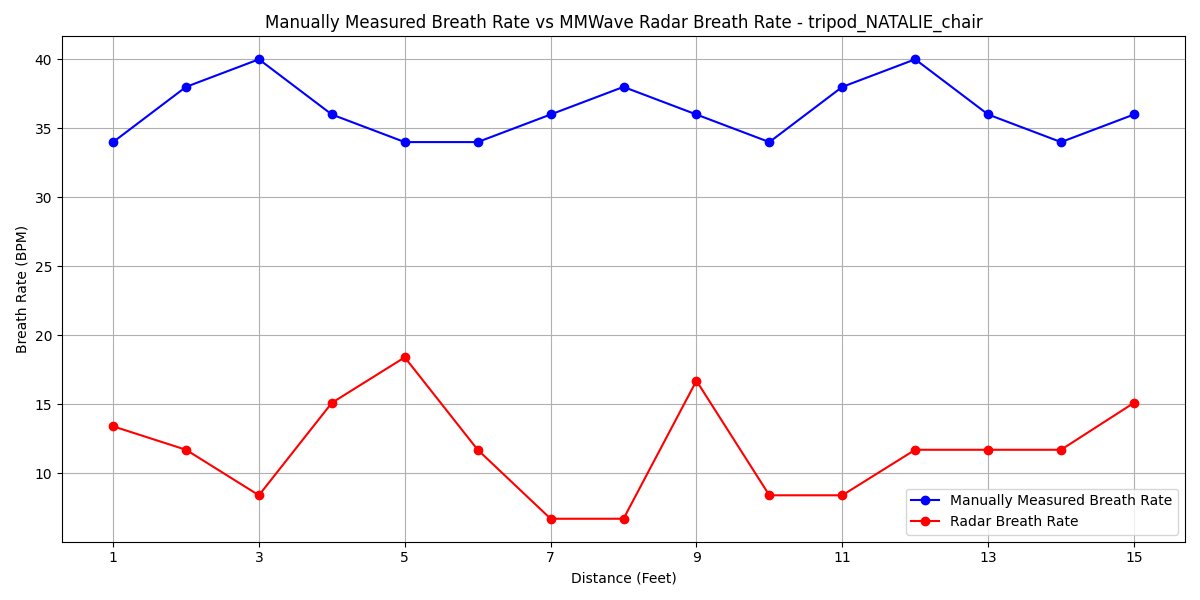 Manually Measured Breath Rate vs MMWave Radar Breath Rate - tripod_NATALIE_chair
Breath Rate (BPM)
40
35
30
25
20
15
10
Manually Measured Breath Rate
Radar Breath Rate
1 3 5 7 9 11 13 15
Distance (Feet)